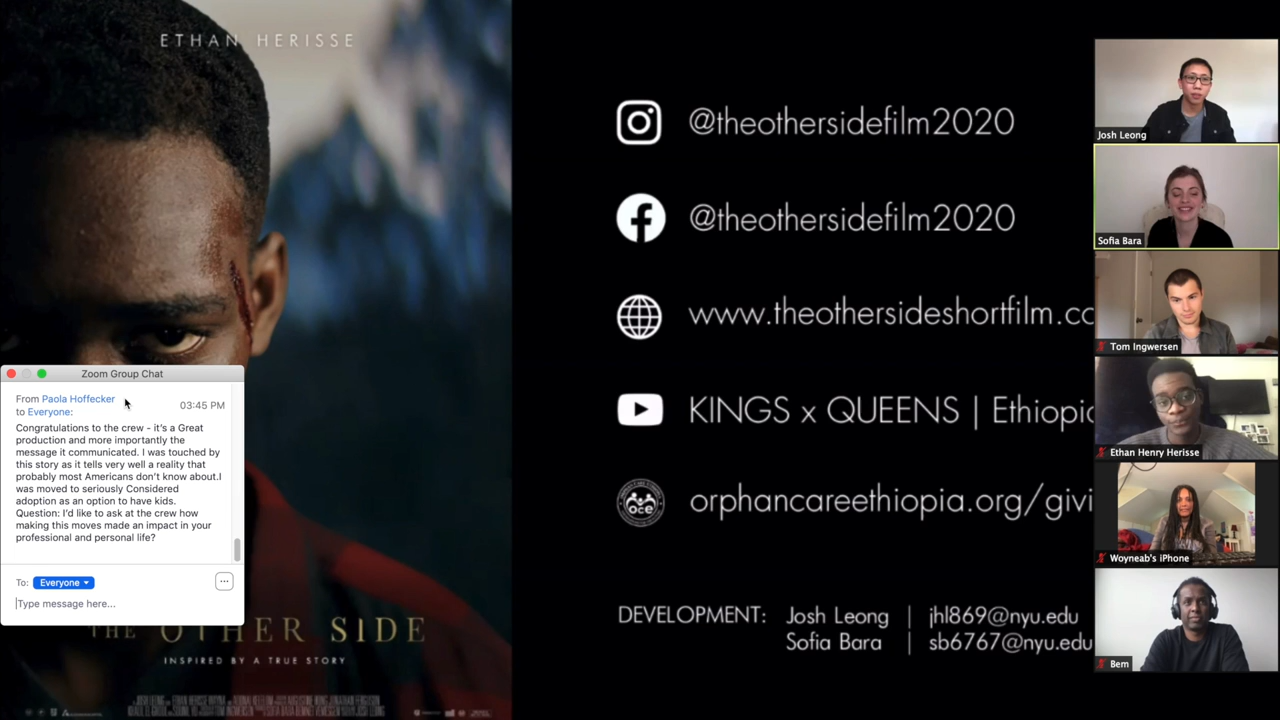 ETHAN HERISSE
Zoom Group Chat
From Paola Hoffecker
to Everyone:
03:45 PM
Congratulations to the crew - it's a Great
production and more importantly the
message it communicated. I was touched by
this story as it tells very well a reality that
probably most Americans don't know about.I
was moved to seriously Considered
adoption as an option to have kids.
Question: I'd like to ask at the crew how
making this moves made an impact in your
professional and personal life?
To: Everyone
Type message here...
THE OTHER SIDE
INSPIRED BY A TRUE STORY
@theothersidefilm2020
@theothersidefilm2020
www.theothersideshortfilm.co
KINGS x QUEENS | Ethiopia
oce
orphancareethiopia.org/givi
DEVELOPMENT: Josh Leong | jhl869@nyu.edu
Sofia Bara | sb6767@nyu.edu
Josh Leong
Sofia Bara
Tom Ingwersen
Ethan Henry Herisse
Woyneab's iPhone
Bem